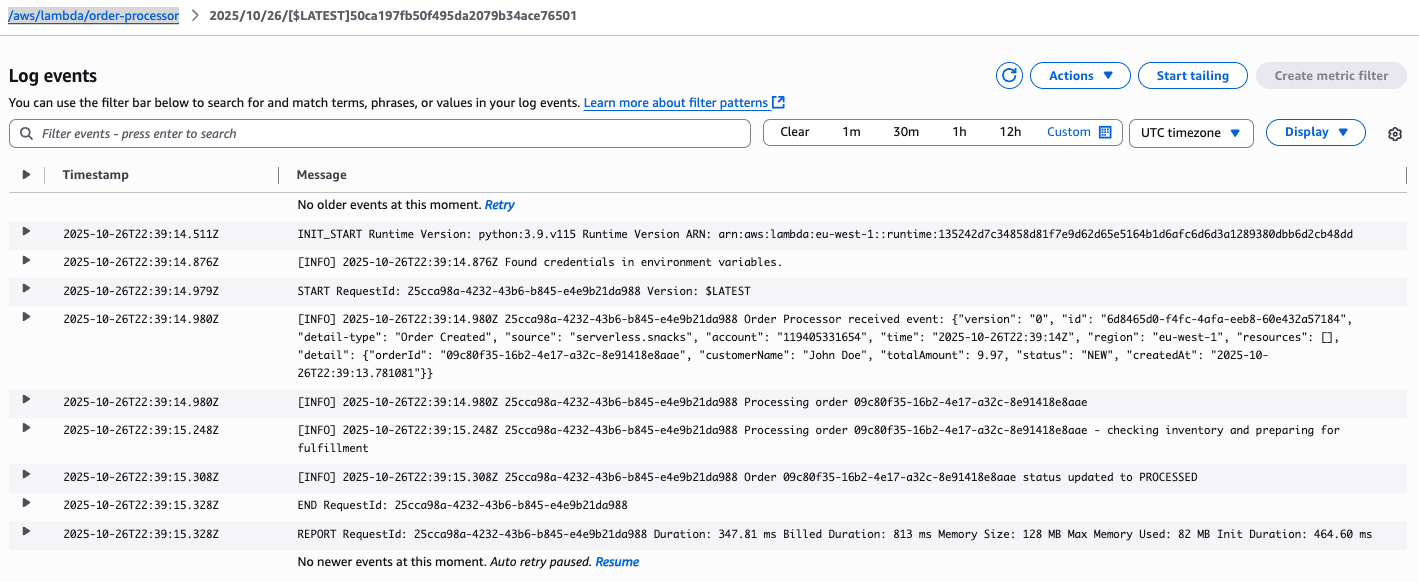 /aws/lambda/order-processor > 2025/10/26/[$LATEST]50ca197fb50f495da2079b34ace76501
Log events
Actions
Start tailing
Create metric filter
You can use the filter bar below to search for and match terms, phrases, or values in your log events. Learn more about filter patterns
Filter events - press enter to search
Clear 1m 30m 1h 12h Custom
UTC timezone
Display
Timestamp Message
No older events at this moment. Retry
2025-10-26T22:39:14.511Z INIT_START Runtime Version: python:3.9.v115 Runtime Version ARN: arn:aws:lambda:eu-west-1::runtime:135242d7c34858d81f7e9d62d65e5164b1d6afc6d6d3a1289380dbb6d2cb48dd
2025-10-26T22:39:14.876Z [INFO] 2025-10-26T22:39:14.876Z Found credentials in environment variables.
2025-10-26T22:39:14.979Z START RequestId: 25cca98a-4232-43b6-b845-e4e9b21da988 Version: $LATEST
2025-10-26T22:39:14.980Z [INFO] 2025-10-26T22:39:14.980Z 25cca98a-4232-43b6-b845-e4e9b21da988 Order Processor received event: {"version": "0", "id": "6d8465d0-f4fc-4afa-eeb8-60e432a57184",
"detail-type": "Order Created", "source": "serverless.snacks", "account": "119405331654", "time": "2025-10-26T22:39:14Z", "region": "eu-west-1", "resources": [],
"detail": {"orderId": "09c80f35-16b2-4e17-a32c-8e91418e8aae", "customerName": "John Doe", "totalAmount": 9.97, "status": "NEW", "createdAt": "2025-10-
26T22:39:13.781081"}}
2025-10-26T22:39:14.980Z [INFO] 2025-10-26T22:39:14.980Z 25cca98a-4232-43b6-b845-e4e9b21da988 Processing order 09c80f35-16b2-4e17-a32c-8e91418e8aae
2025-10-26T22:39:15.248Z [INFO] 2025-10-26T22:39:15.248Z 25cca98a-4232-43b6-b845-e4e9b21da988 Processing order 09c80f35-16b2-4e17-a32c-8e91418e8aae - checking inventory and preparing for
fulfillment
2025-10-26T22:39:15.308Z [INFO] 2025-10-26T22:39:15.308Z 25cca98a-4232-43b6-b845-e4e9b21da988 Order 09c80f35-16b2-4e17-a32c-8e91418e8aae status updated to PROCESSED
2025-10-26T22:39:15.328Z END RequestId: 25cca98a-4232-43b6-b845-e4e9b21da988
2025-10-26T22:39:15.328Z REPORT RequestId: 25cca98a-4232-43b6-b845-e4e9b21da988 Duration: 347.81 ms Billed Duration: 813 ms Memory Size: 128 MB Max Memory Used: 82 MB Init Duration: 464.60 ms
No newer events at this moment. Auto retry paused. Resume